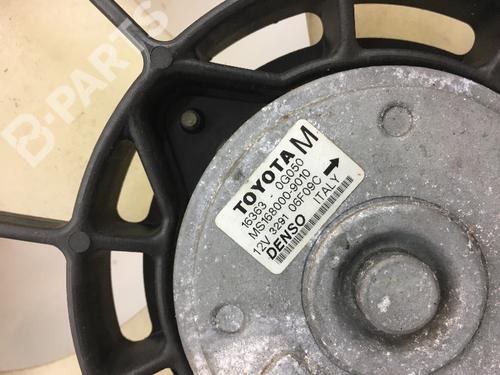 B-PARTS
TOYOTA M
16363 - 0G050
MS168000-9010
12V 3291 06F09C
DENSO ITALY